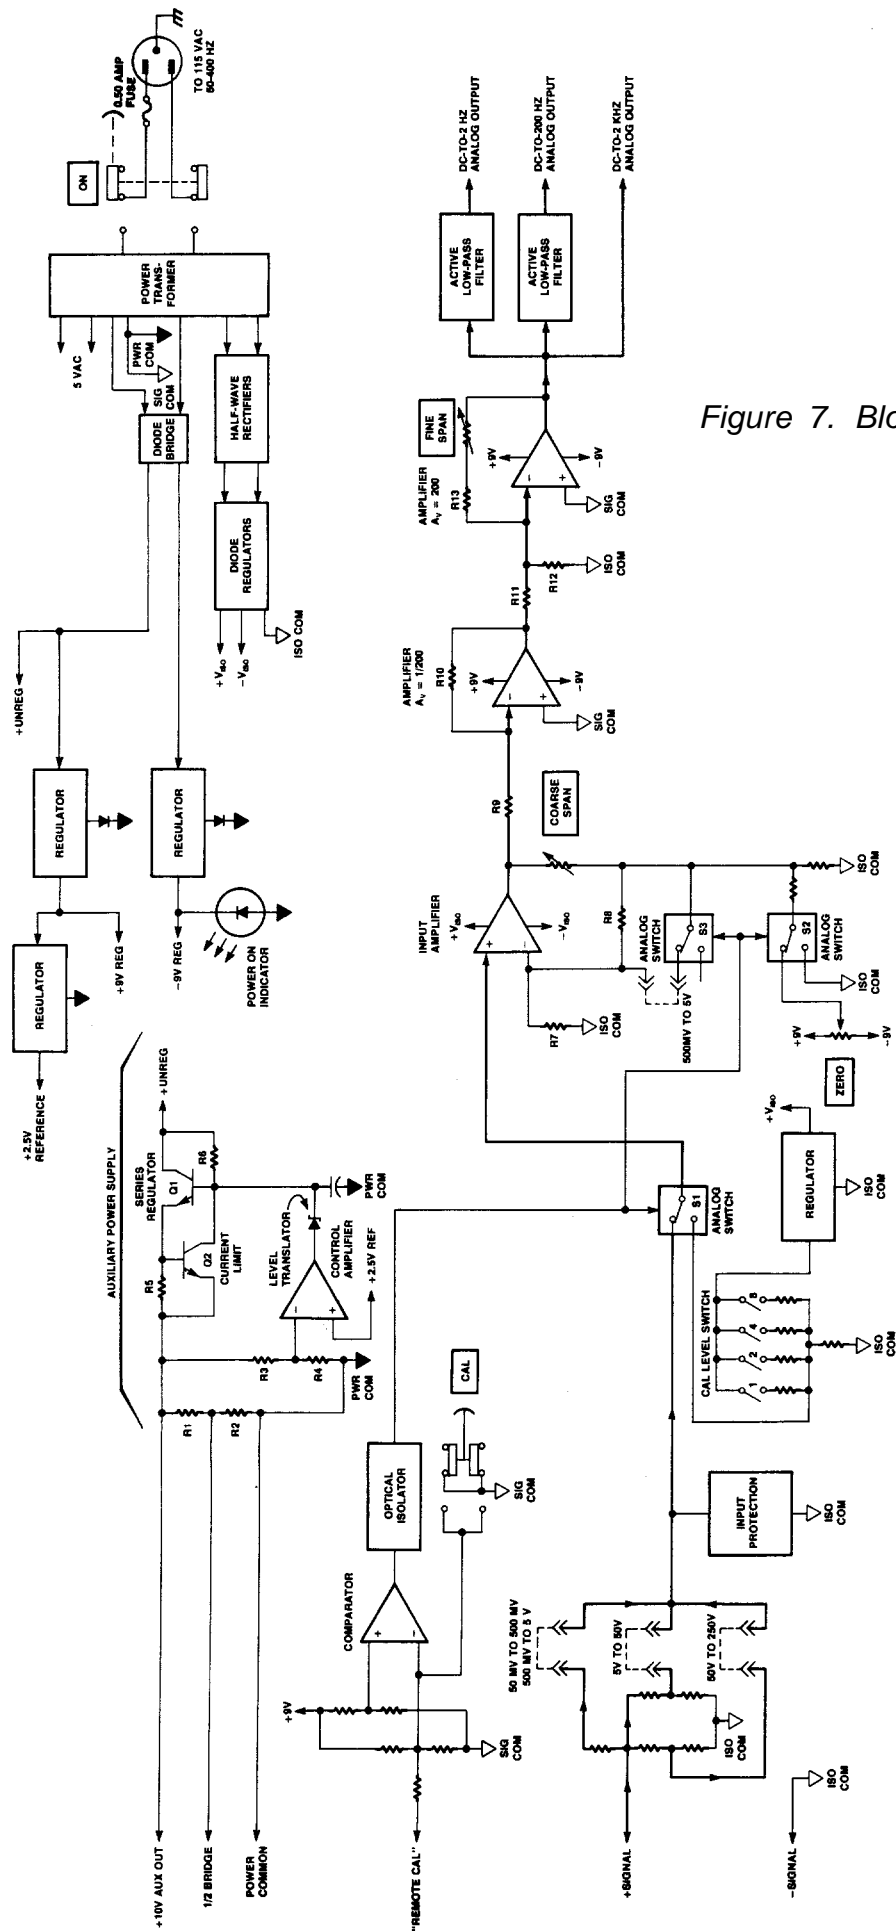 Figure 7. Blo
+10V AUX OUT
1/2 BRIDGE
POWER
COMMON
AUXILIARY POWER SUPPLY
R1
R2
R3
R4
PWR
COM
R5
Q2
CURRENT
LIMIT
SERIES
REGULATOR
Q1
R6
+UNREG
LEVEL
TRANSLATOR
CONTROL
AMPLIFIER
+2.5V REF
PWR
COM
−
+
+2.5V
REFERENCE
REGULATOR
+9V REG
−9V REG
POWER ON
INDICATOR
REGULATOR
REGULATOR
+UNREG
DIODE
BRIDGE
SIG
COM
PWR
COM
5 VAC
POWER
TRANS-
FORMER
HALF-WAVE
RECTIFIERS
DIODE
REGULATORS
+VISO
−VISO
ISO COM
ON
0.50 AMP
FUSE
TO 115 VAC
50-400 HZ
"REMOTE CAL"
+9V
SIG
COM
COMPARATOR
+
−
OPTICAL
ISOLATOR
CAL
SIG
COM
+SIGNAL
−SIGNAL
ISO
COM
ISO
COM
50 MV TO 500 MV
500 MV TO 5 V
5V TO 50V
50V TO 250V
INPUT
PROTECTION
ISO
COM
CAL LEVEL SWITCH
1
2
4
8
ISO
COM
S1
ANALOG
SWITCH
REGULATOR
+VISO
ISO
COM
ZERO
+9V
−9V
INPUT
AMPLIFIER
+VISO
−VISO
+
−
R7
ISO
COM
500MV TO 5V
R8
ANALOG
SWITCH
S3
S2
ANALOG
SWITCH
ISO
COM
ISO
COM
COARSE
SPAN
R9
AMPLIFIER
AV = 1/200
R10
+9V
−9V
−
+
SIG
COM
R11
R12
ISO
COM
AMPLIFIER
AV = 200
R13
FINE
SPAN
+9V
−9V
−
+
SIG
COM
ACTIVE
LOW-PASS
FILTER
ACTIVE
LOW-PASS
FILTER
DC-TO-2 HZ
ANALOG OUTPUT
DC-TO-200 HZ
ANALOG OUTPUT
DC-TO-2 KHZ
ANALOG OUTPUT